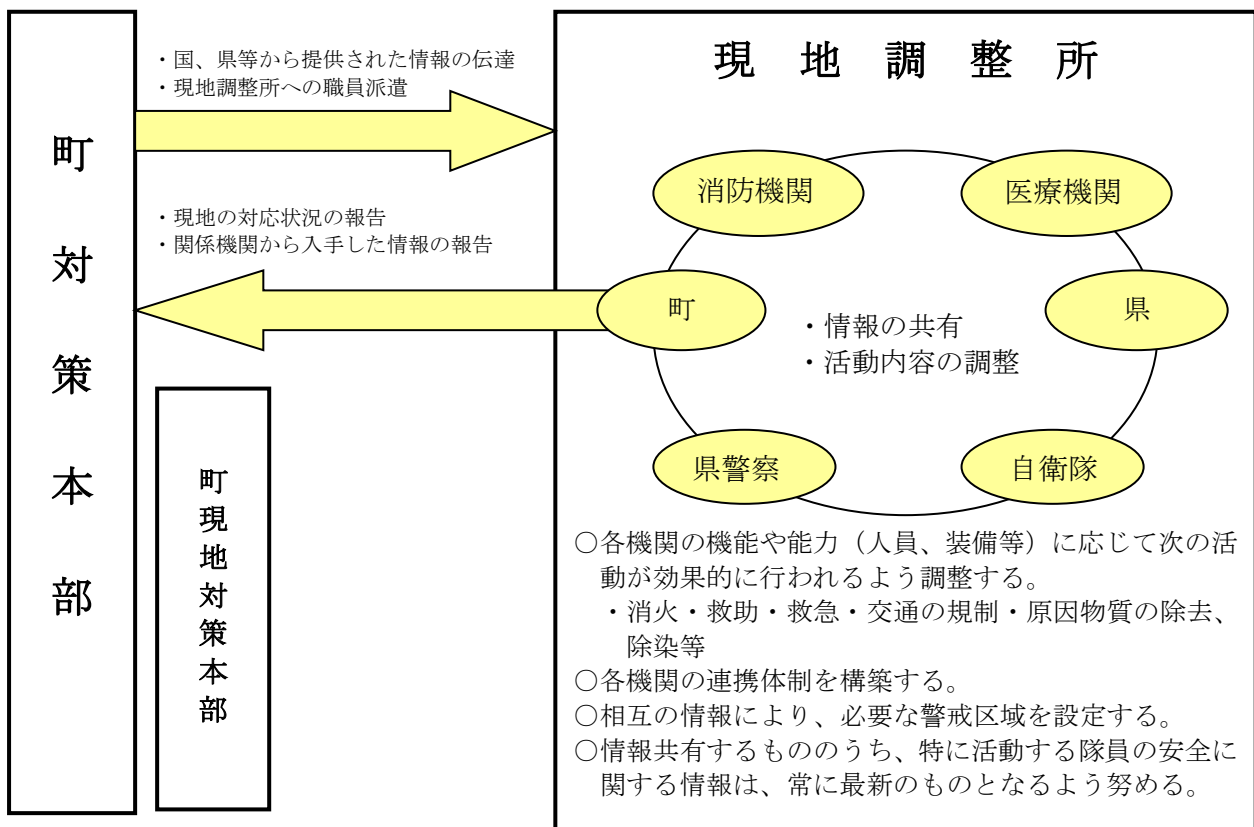 町対策本部
・国、県等から提供された情報の伝達
・現地調整所への職員派遣
・現地の対応状況の報告
・関係機関から入手した情報の報告
町現地対策本部
現地調整所
消防機関
医療機関
町
県
・情報の共有
・活動内容の調整
県警察
自衛隊
○各機関の機能や能力（人員、装備等）に応じて次の活
動が効果的に行われるよう調整する。
・消火・救助・救急・交通の規制・原因物質の除去、
除染等
○各機関の連携体制を構築する。
○相互の情報により、必要な警戒区域を設定する。
○情報共有するもののうち、特に活動する隊員の安全に
関する情報は、常に最新のものとなるよう努める。